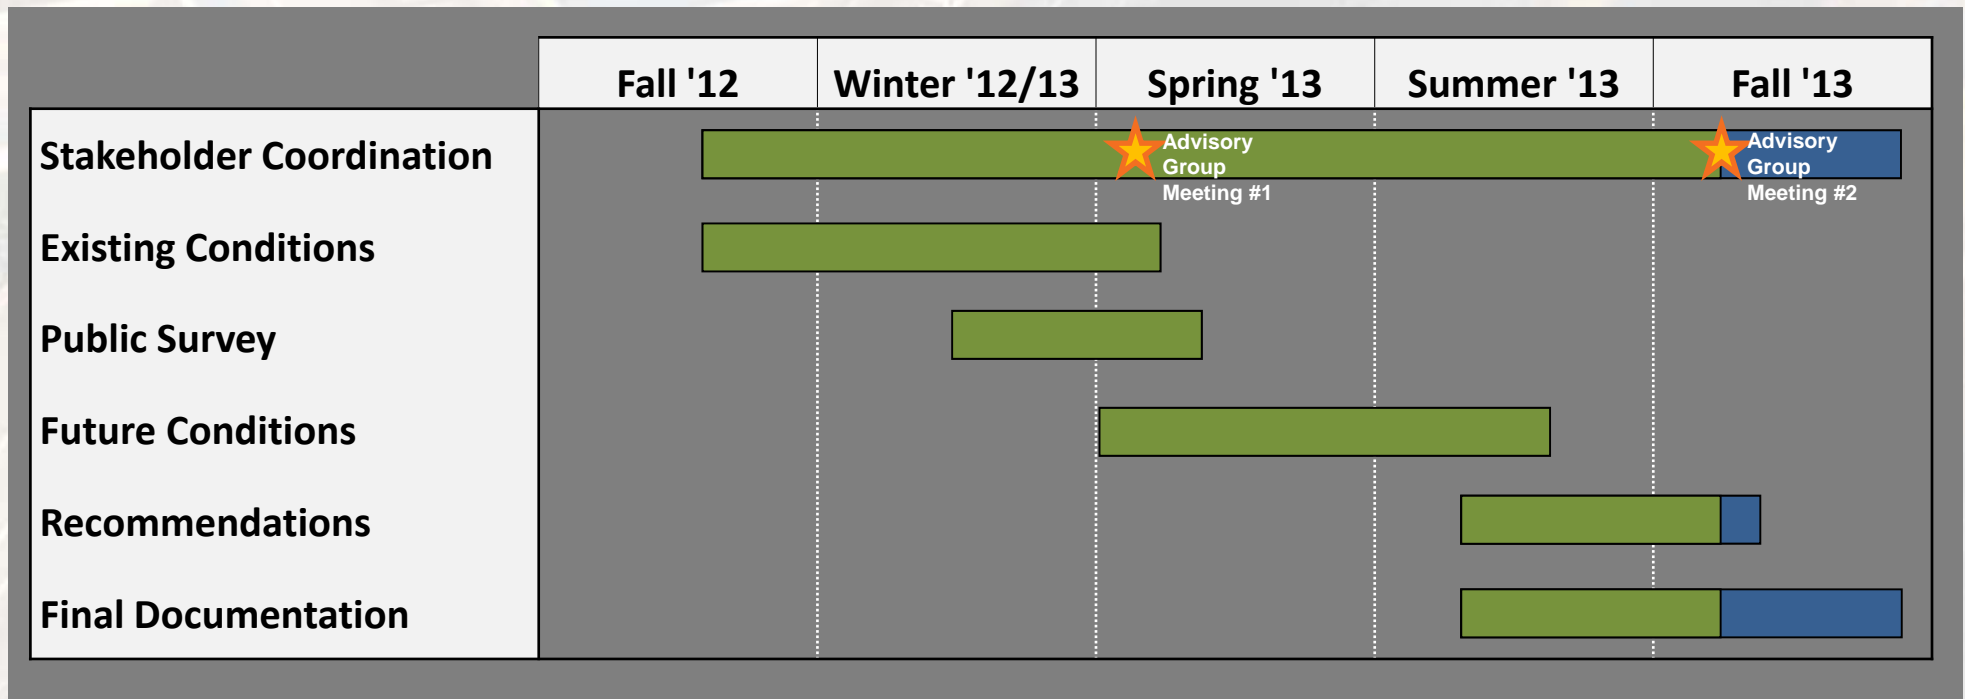 Fall '12
Winter '12/13
Spring '13
Summer '13
Fall '13
Stakeholder Coordination
Advisory
Group
Meeting #1
Advisory
Group
Meeting #2
Existing Conditions
Public Survey
Future Conditions
Recommendations
Final Documentation